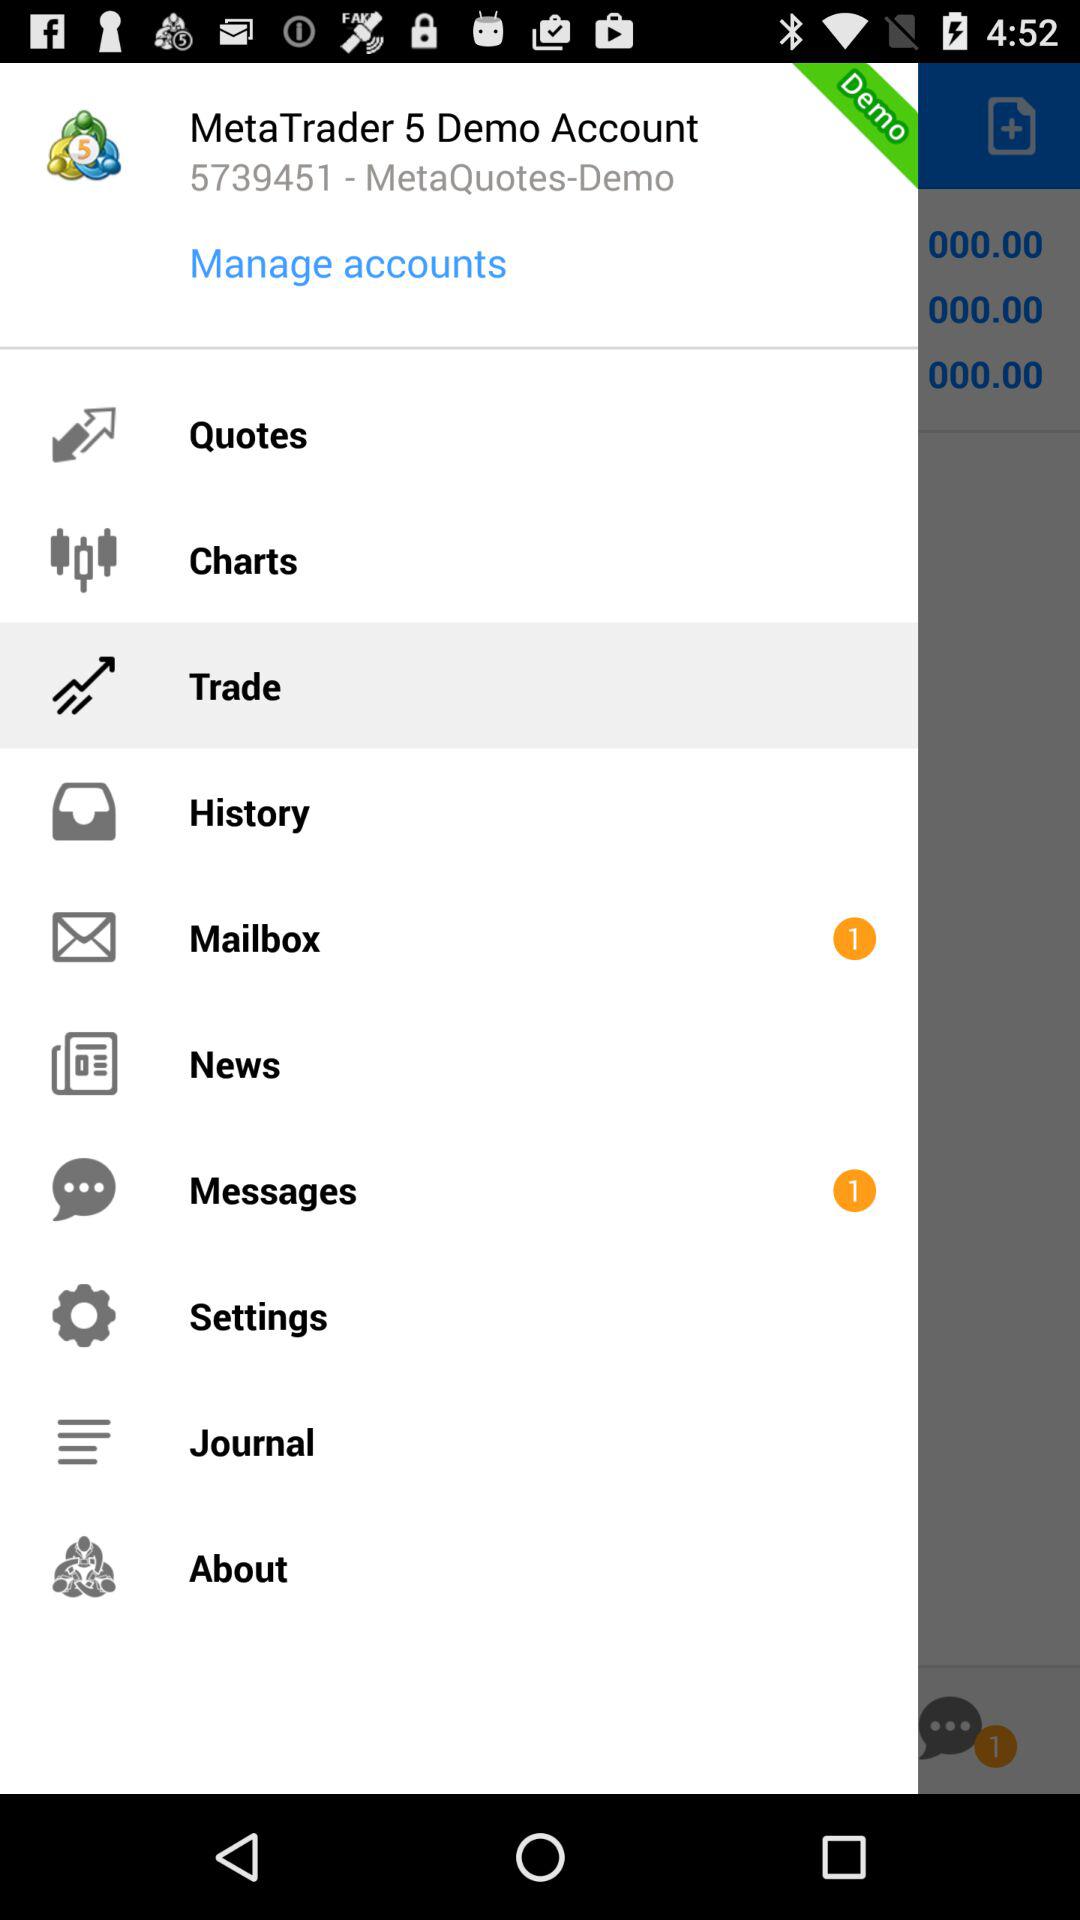 FAKE 4:52
MetaTrader 5 Demo Account
Demo
5739451 - MetaQuotes-Demo
Manage accounts
000.00
000.00
000.00
Quotes
Charts
Trade
History
Mailbox 1
News
Messages 1
Settings
Journal
About
1